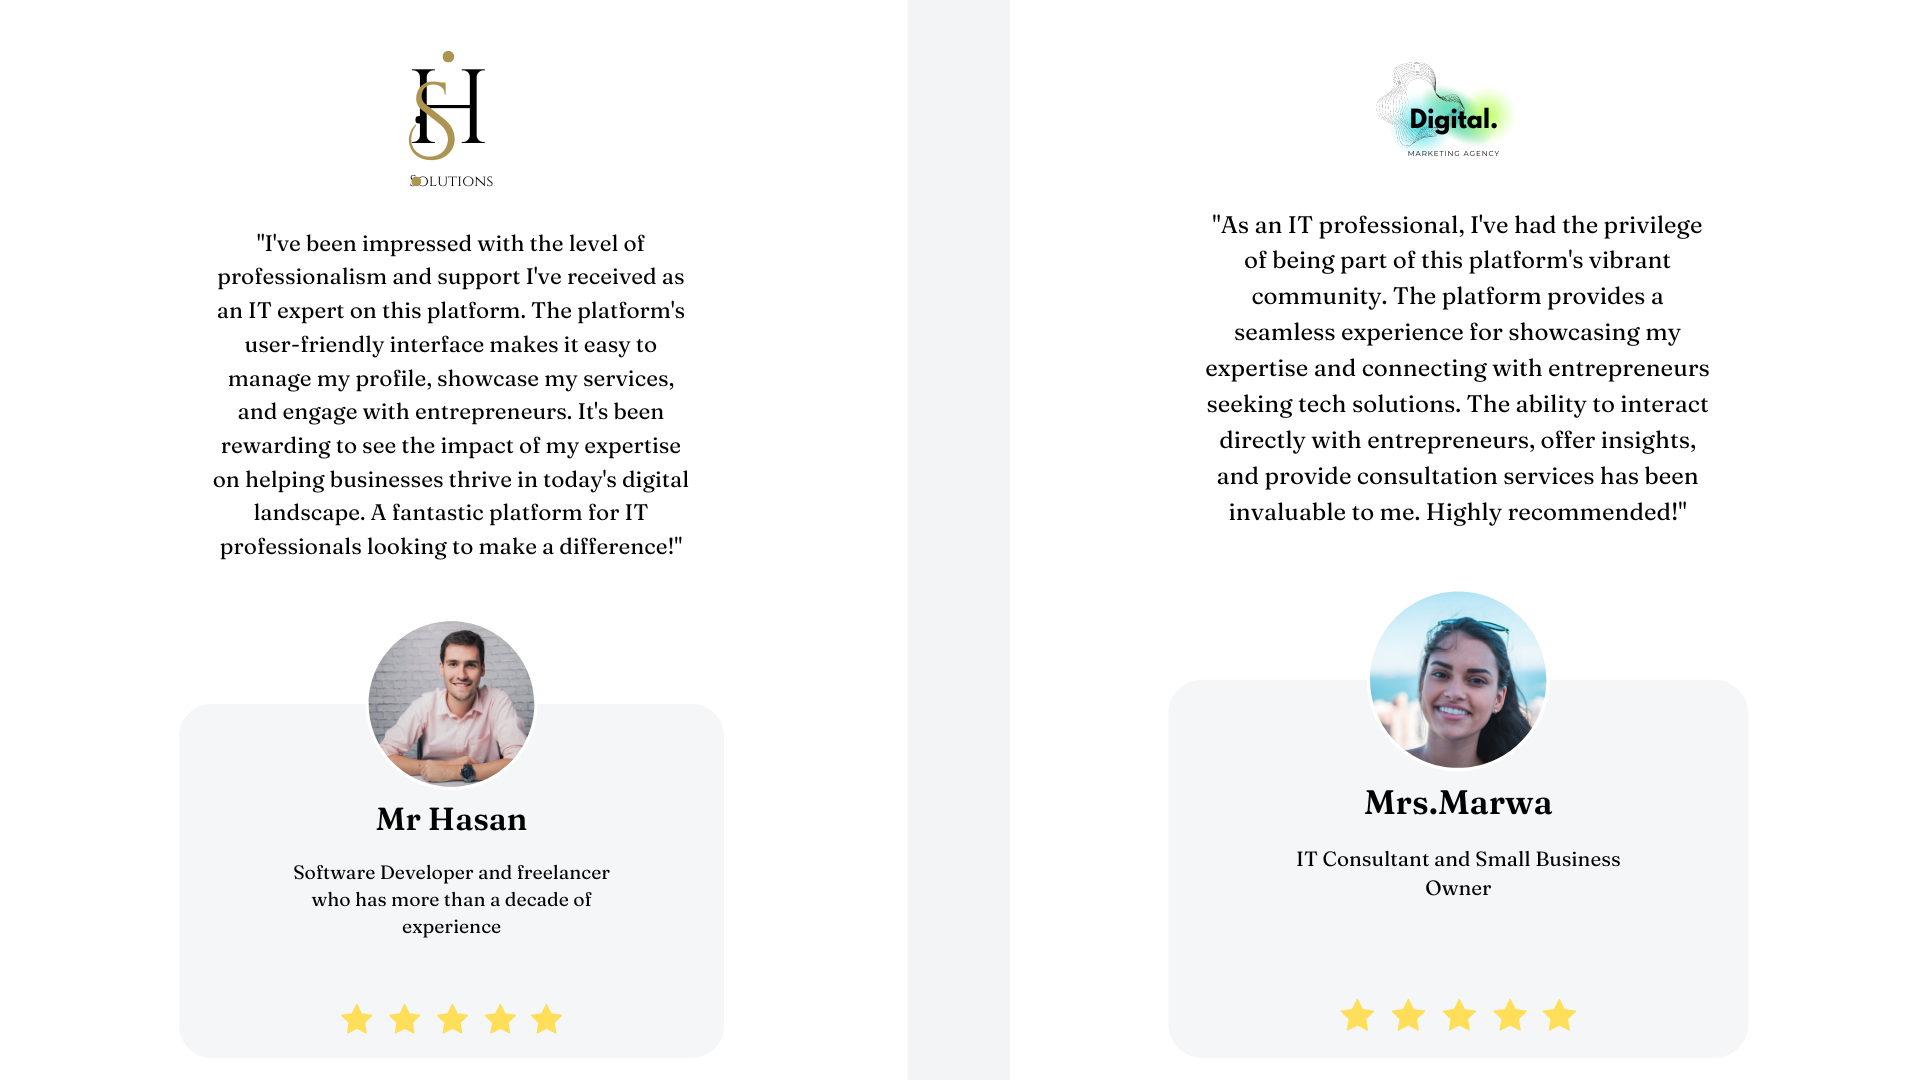 SH
SOLUTIONS
"I've been impressed with the level of
professionalism and support I've received as
an IT expert on this platform. The platform's
user-friendly interface makes it easy to
manage my profile, showcase my services,
and engage with entrepreneurs. It's been
rewarding to see the impact of my expertise
on helping businesses thrive in today's digital
landscape. A fantastic platform for IT
professionals looking to make a difference!"
Mr Hasan
Software Developer and freelancer
who has more than a decade of
experience
Digital.
MARKETING AGENCY
"As an IT professional, I've had the privilege
of being part of this platform's vibrant
community. The platform provides a
seamless experience for showcasing my
expertise and connecting with entrepreneurs
seeking tech solutions. The ability to interact
directly with entrepreneurs, offer insights,
and provide consultation services has been
invaluable to me. Highly recommended!"
Mrs.Marwa
IT Consultant and Small Business
Owner